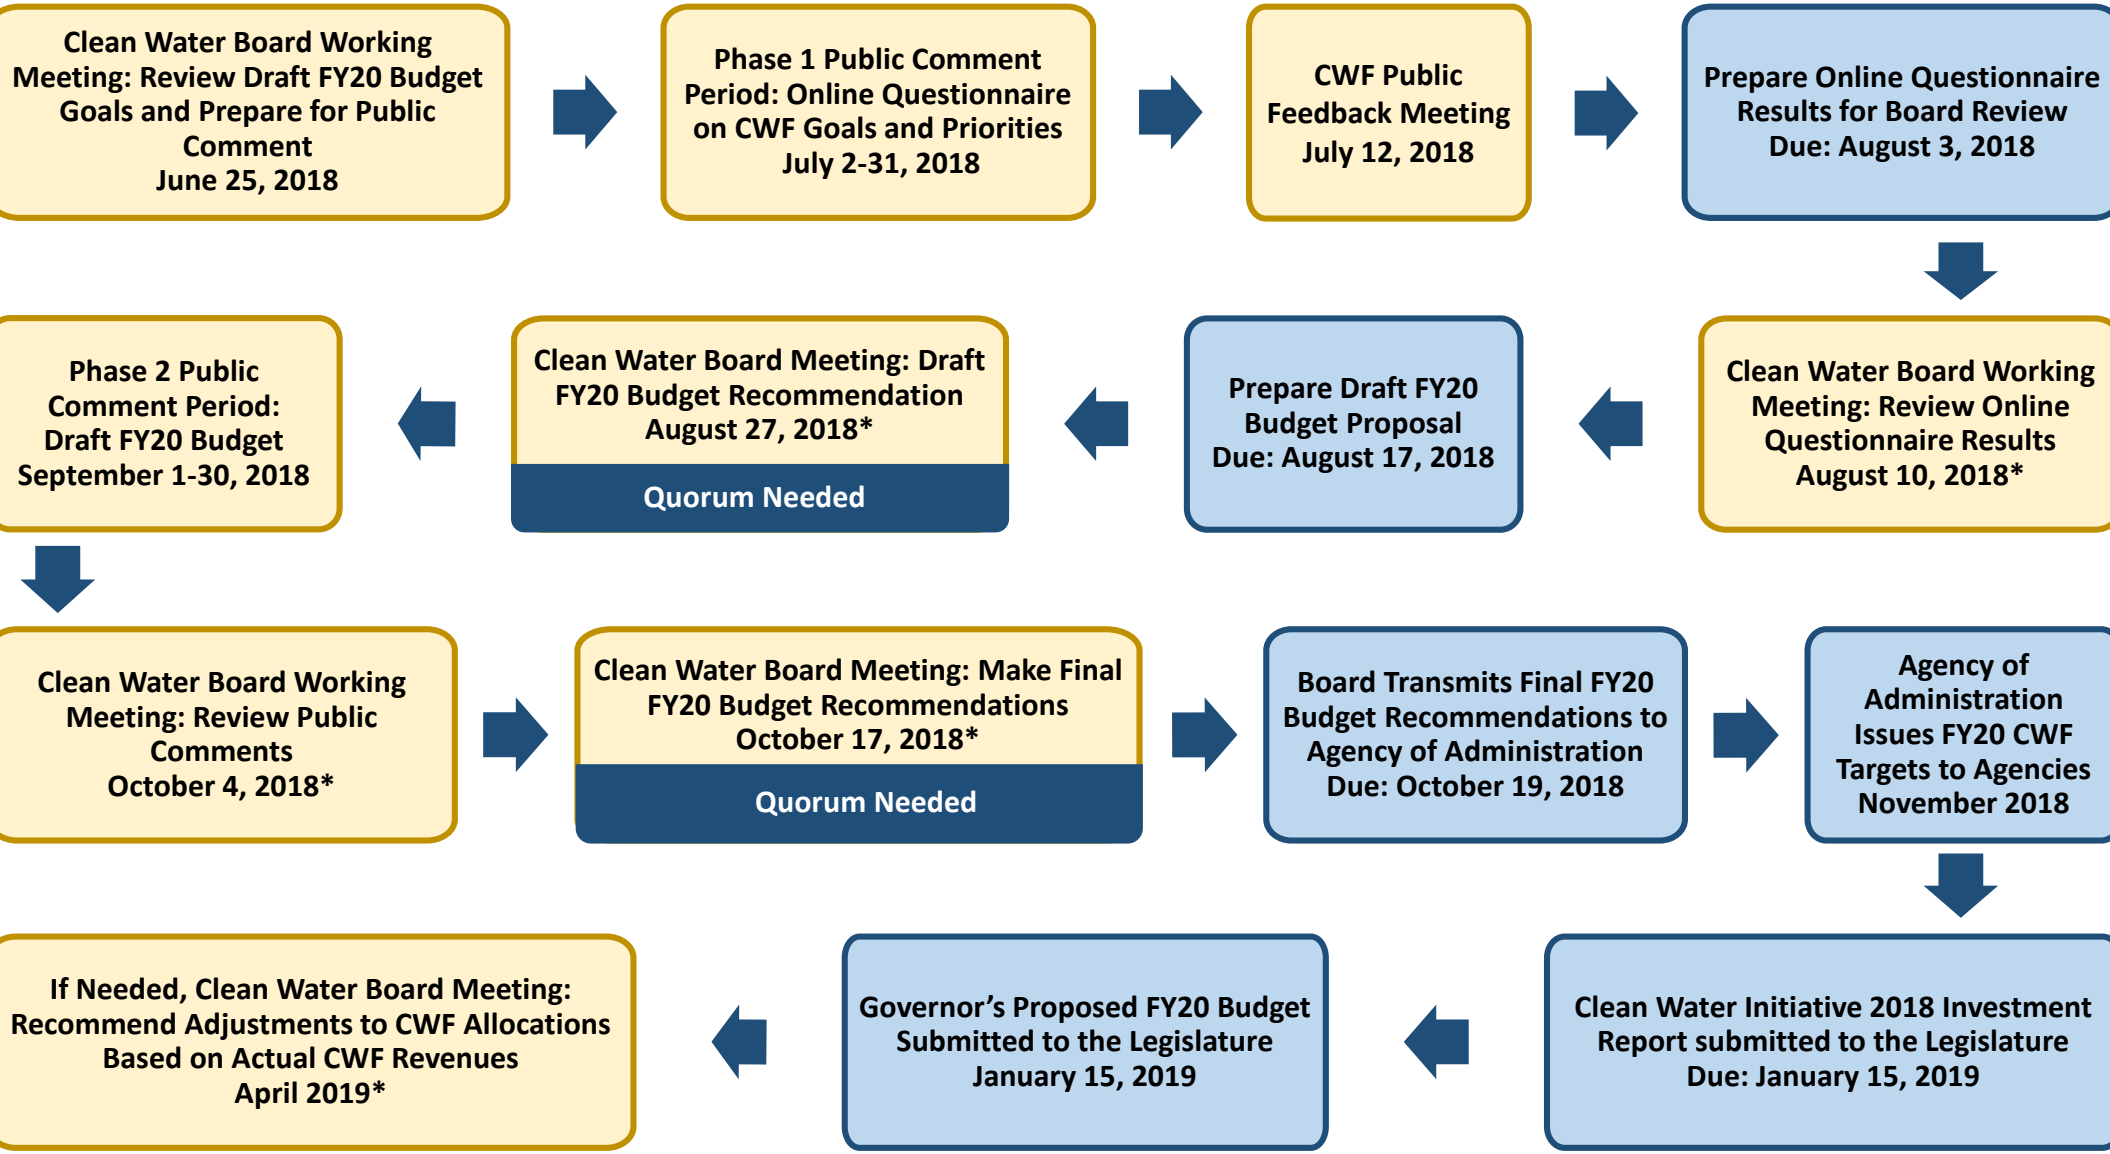 Clean Water Board Working
Meeting: Review Draft FY20 Budget
Goals and Prepare for Public
Comment
June 25, 2018
Phase 1 Public Comment
Period: Online Questionnaire
on CWF Goals and Priorities
July 2-31, 2018
CWF Public
Feedback Meeting
July 12, 2018
Prepare Online Questionnaire
Results for Board Review
Due: August 3, 2018
Clean Water Board Working
Meeting: Review Online
Questionnaire Results
August 10, 2018*
Prepare Draft FY20
Budget Proposal
Due: August 17, 2018
Clean Water Board Meeting: Draft
FY20 Budget Recommendation
August 27, 2018*
Quorum Needed
Phase 2 Public
Comment Period:
Draft FY20 Budget
September 1-30, 2018
Clean Water Board Working
Meeting: Review Public
Comments
October 4, 2018*
Clean Water Board Meeting: Make Final
FY20 Budget Recommendations
October 17, 2018*
Quorum Needed
Board Transmits Final FY20
Budget Recommendations to
Agency of Administration
Due: October 19, 2018
Agency of
Administration
Issues FY20 CWF
Targets to Agencies
November 2018
Clean Water Initiative 2018 Investment
Report submitted to the Legislature
Due: January 15, 2019
Governor’s Proposed FY20 Budget
Submitted to the Legislature
January 15, 2019
If Needed, Clean Water Board Meeting:
Recommend Adjustments to CWF Allocations
Based on Actual CWF Revenues
April 2019*